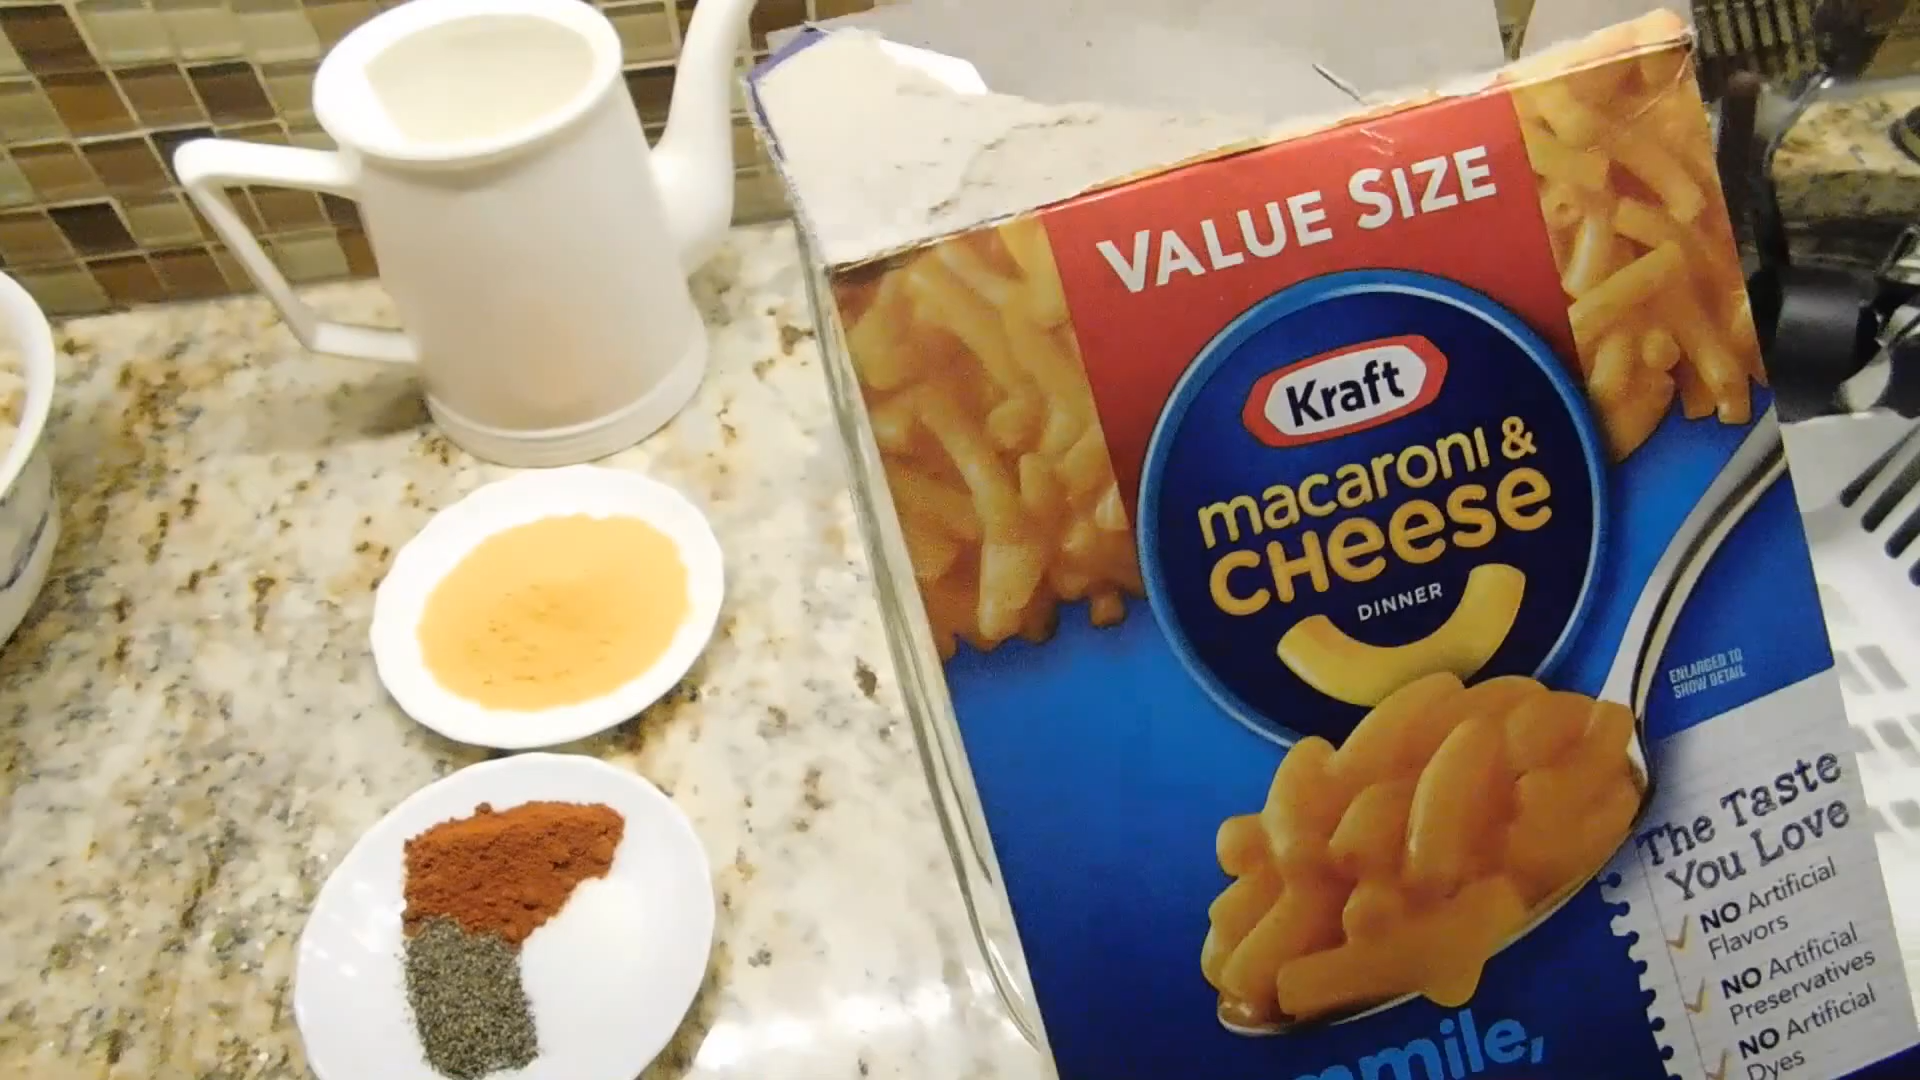 VALUE SIZE
Kraft
macaroni &
CHeese
DINNER
ENLARGED TO
SHOW DETAIL
The Taste
You Love
NO Artificial
Flavors
NO Artificial
Preservatives
NO Artificial
Dyes